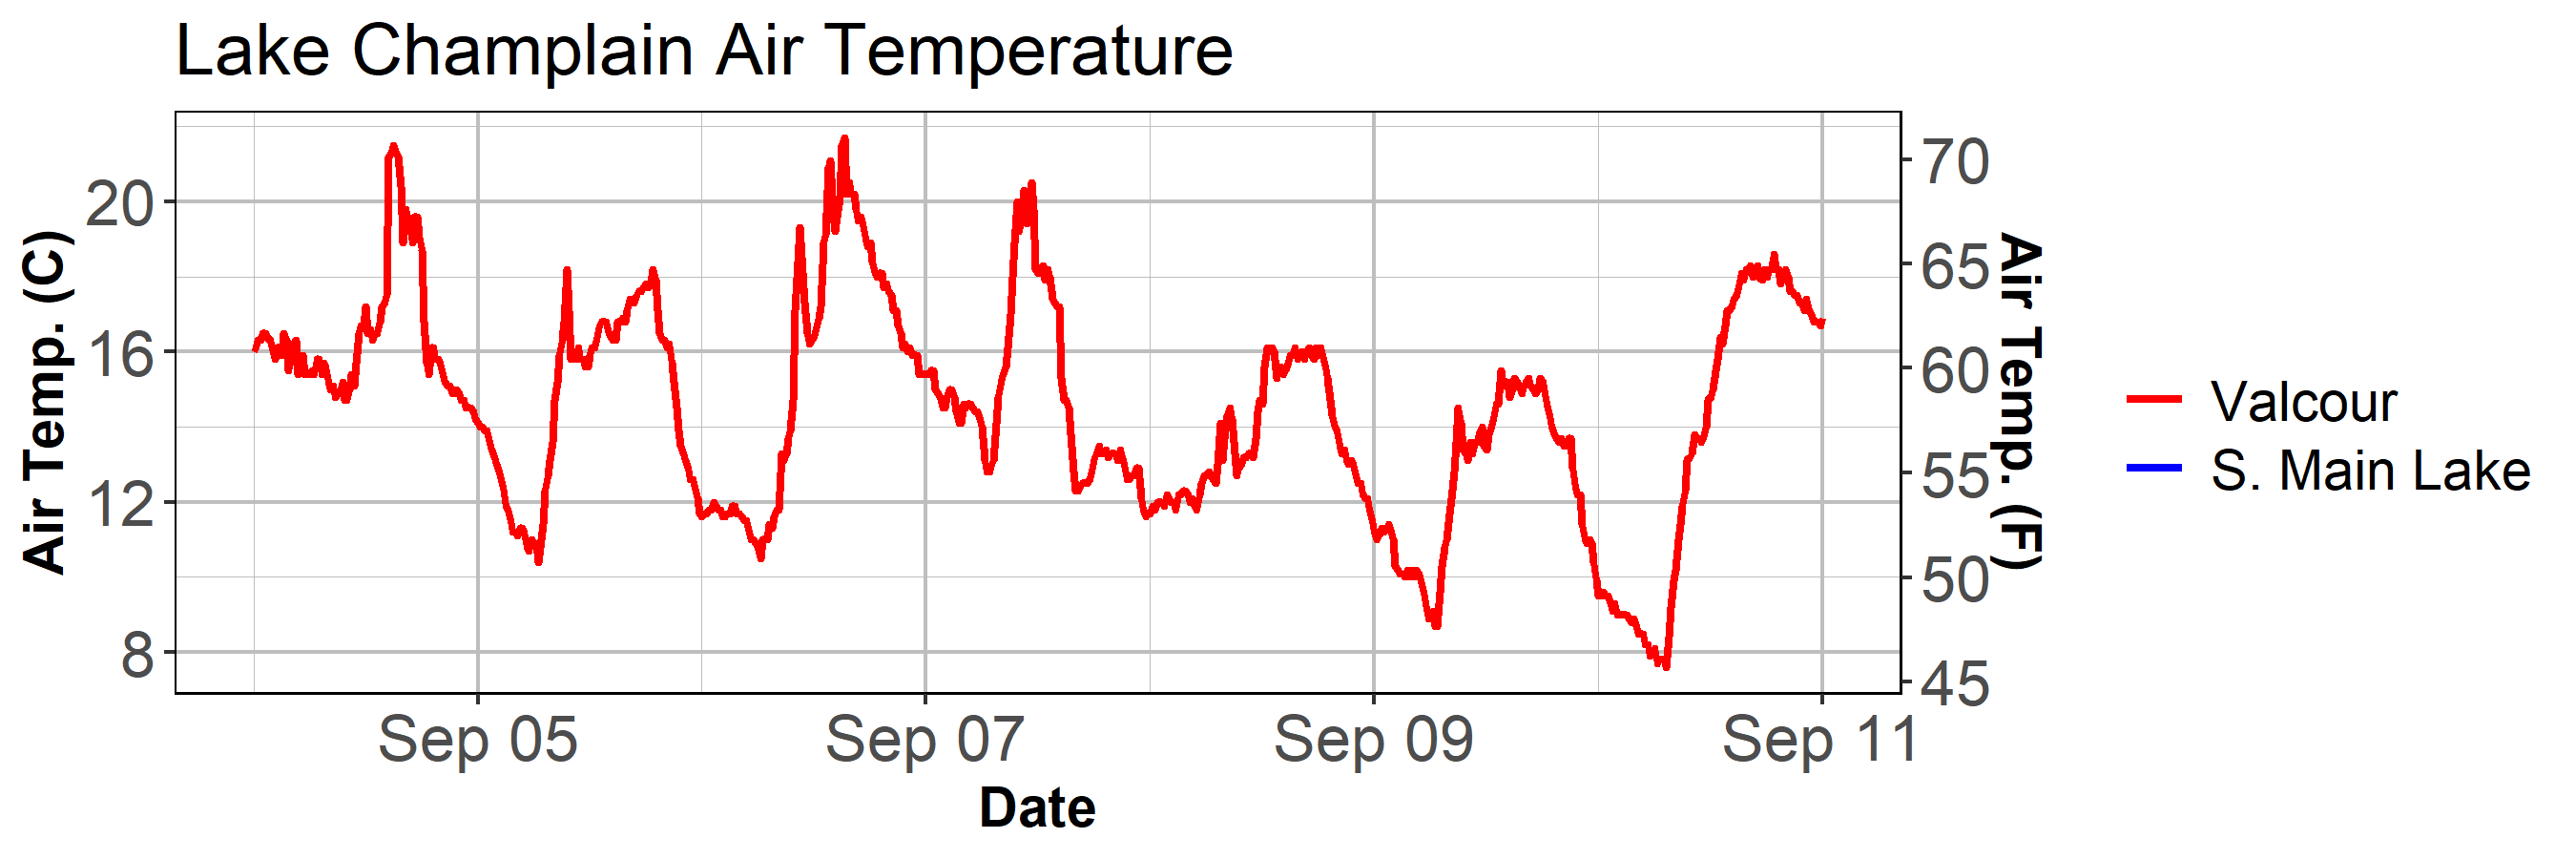 Lake Champlain Air Temperature
Air Temp. (C)
20
16
12
8
70
65
60
55
50
45
Air Temp. (F)
Sep 05
Sep 07
Sep 09
Sep 11
Date
Valcour
S. Main Lake